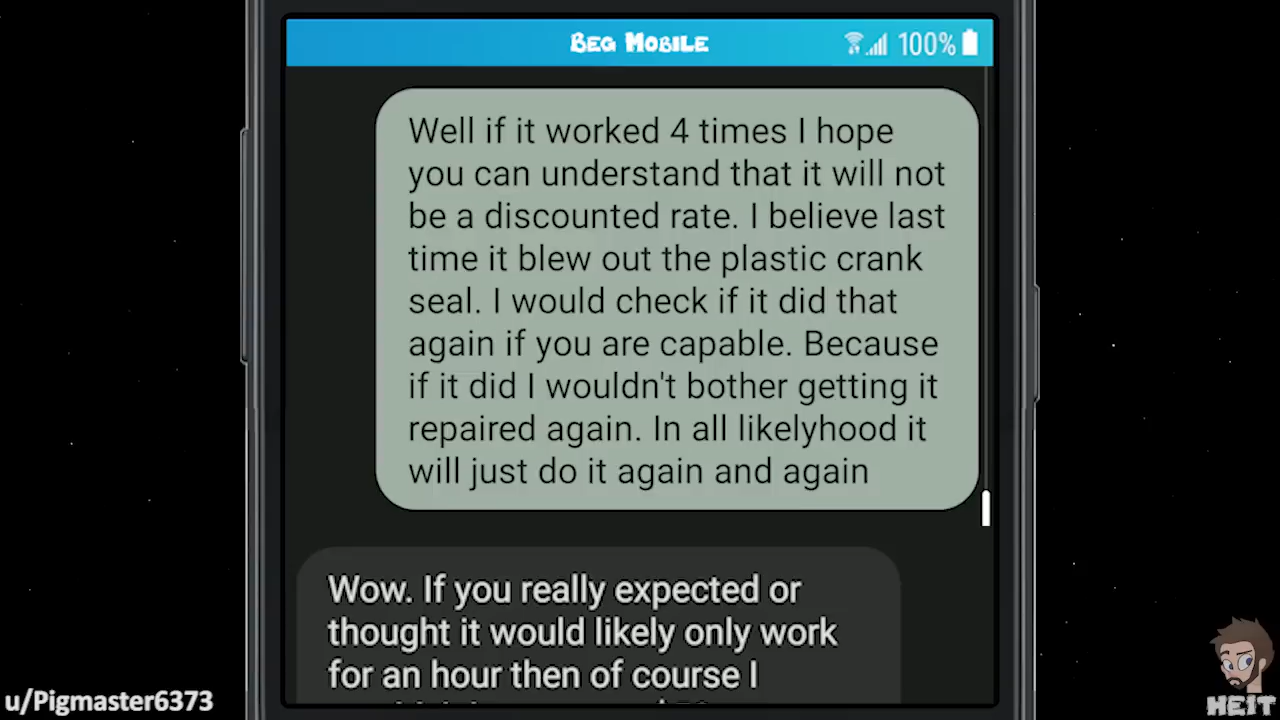 Beg Mobile
100%
Well if it worked 4 times I hope
you can understand that it will not
be a discounted rate. I believe last
time it blew out the plastic crank
seal. I would check if it did that
again if you are capable. Because
if it did I wouldn't bother getting it
repaired again. In all likelyhood it
will just do it again and again
Wow. If you really expected or
thought it would likely only work
for an hour then of course I
u/Pigmaster6373
HEIT